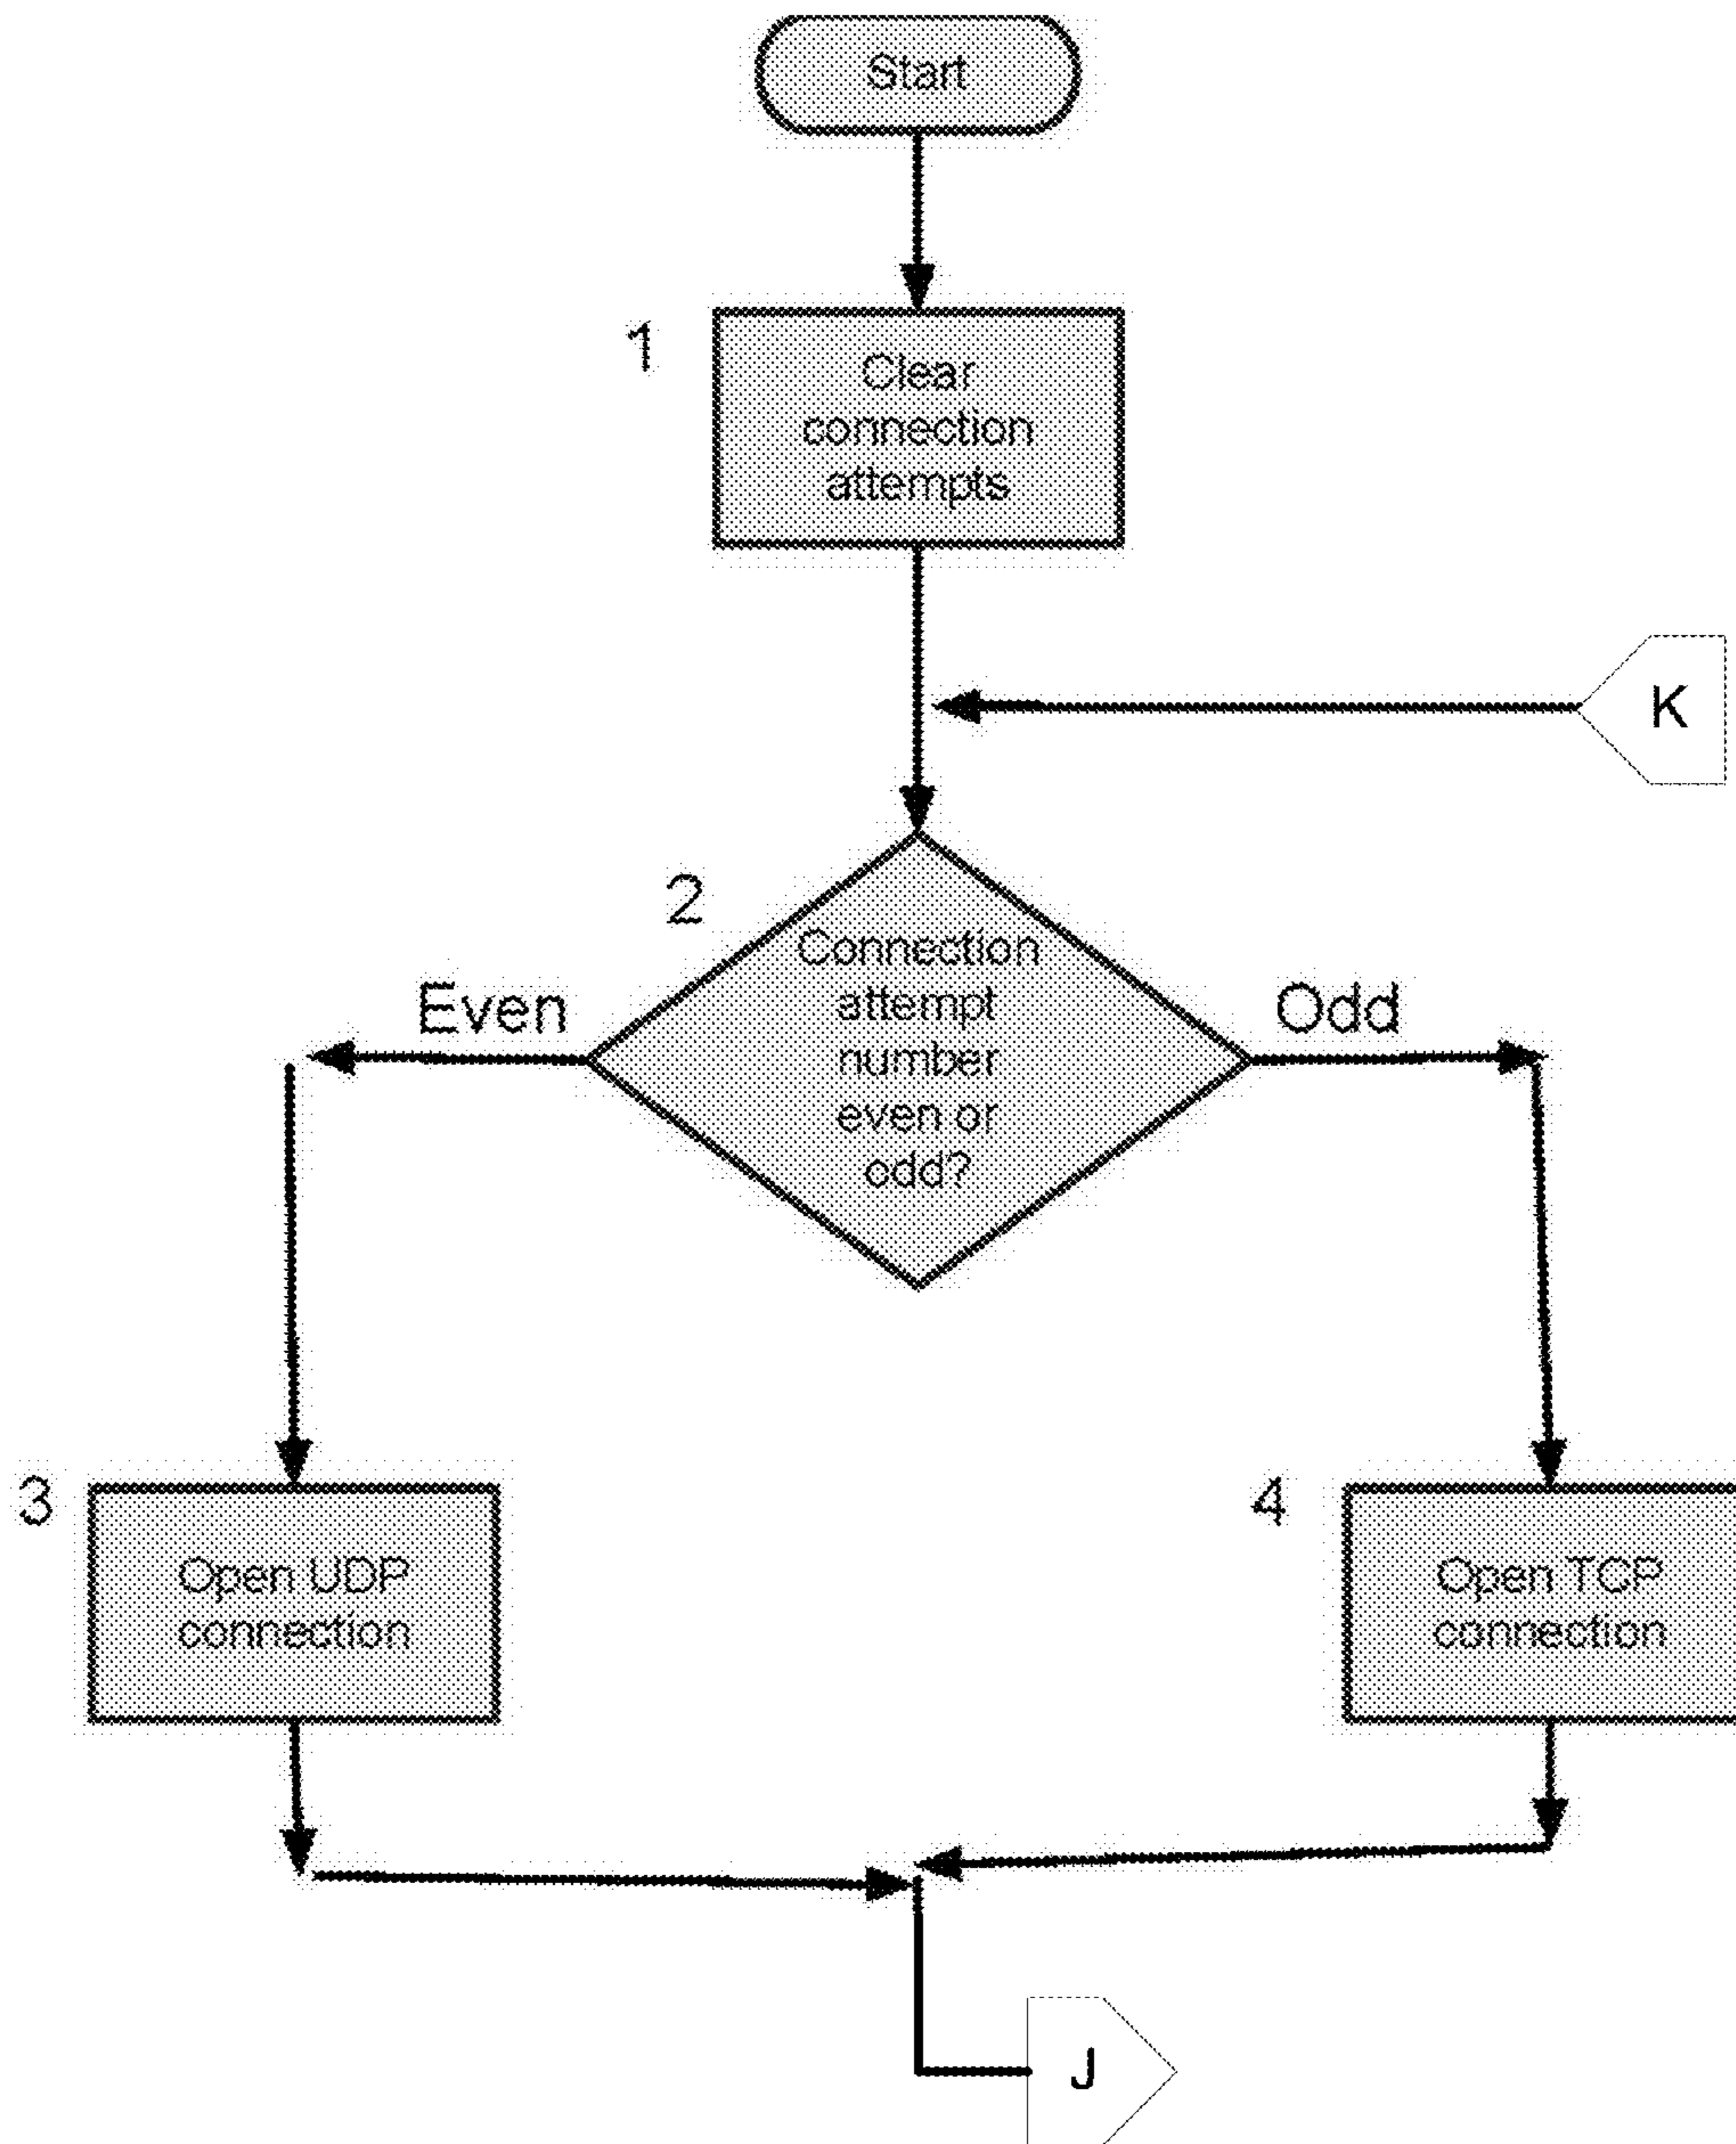 Start
1
Clear
connection
attempts
K
2
Connection
attempt
number
even or
odd?
Even
Odd
3
Open UDP
connection
4
Open TCP
connection
J